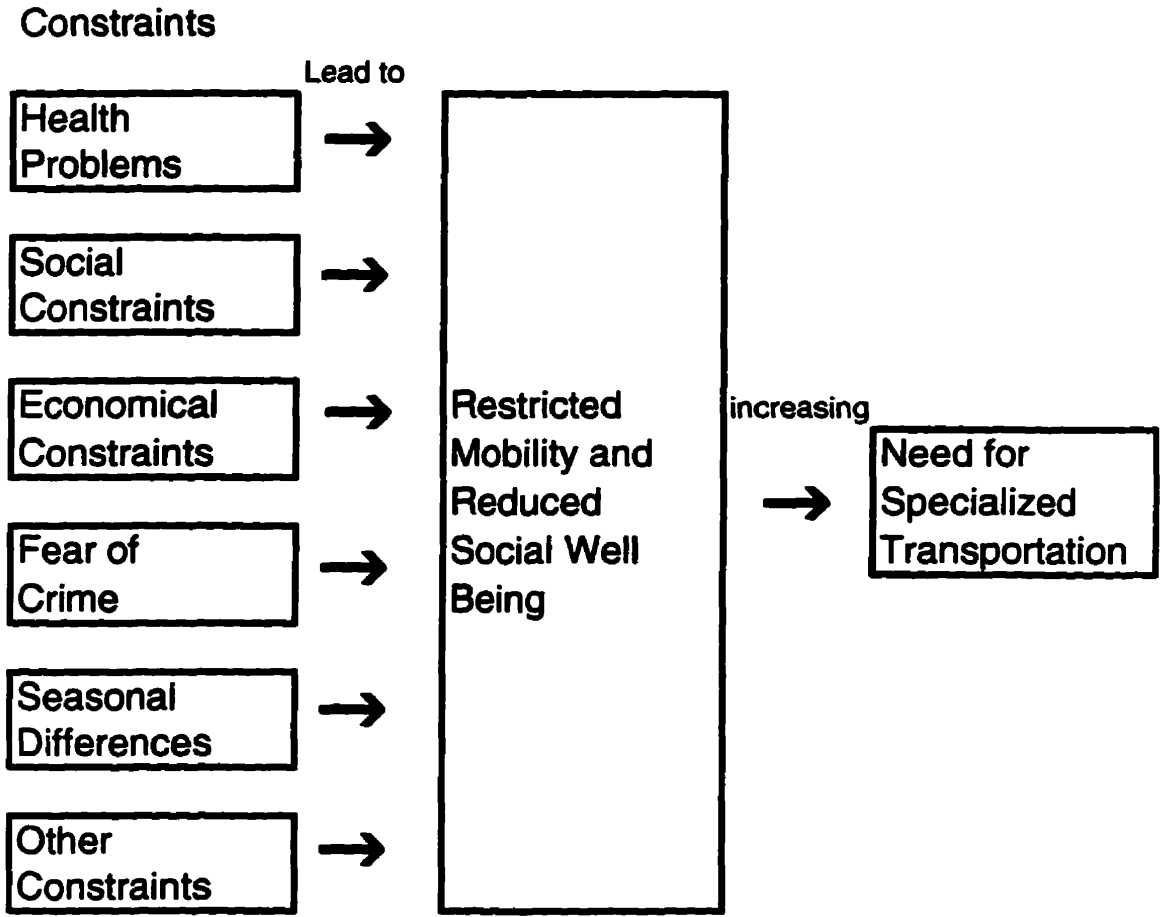 Constraints
Lead to
Health
Problems
Social
Constraints
Economical
Constraints
Fear of
Crime
Seasonal
Differences
Other
Constraints
Restricted
Mobility and
Reduced
Social Well
Being
increasing
Need for
Specialized
Transportation